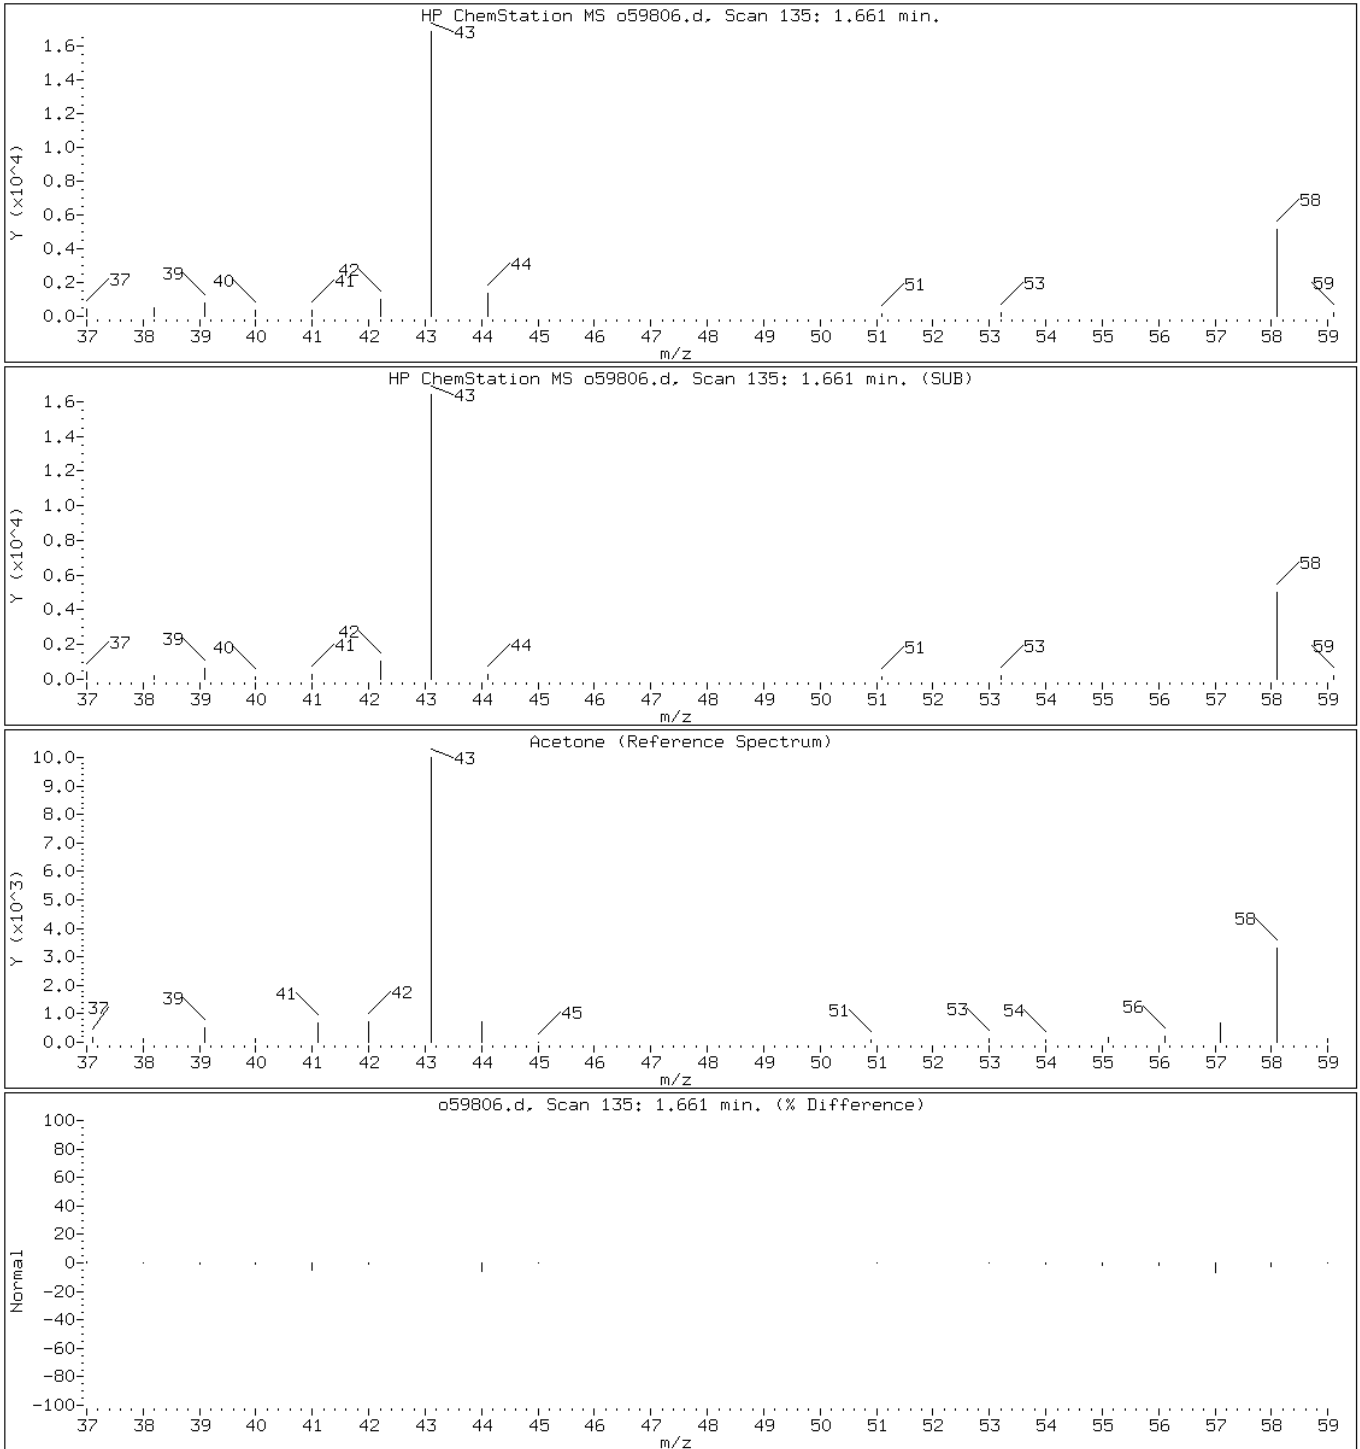 HP ChemStation MS o59806.d, Scan 135: 1.661 min.
43
1.6
1.4
1.2
1.0
0.8
0.6
0.4
0.2
0.0
Y (x10^4)
58
37 39 40 41 42 44 51 53 59
37 38 39 40 41 42 43 44 45 46 47 48 49 50 51 52 53 54 55 56 57 58 59
m/z
HP ChemStation MS o59806.d, Scan 135: 1.661 min. (SUB)
43
1.6
1.4
1.2
1.0
0.8
0.6
0.4
0.2
0.0
Y (x10^4)
58
37 39 40 41 42 44 51 53 59
37 38 39 40 41 42 43 44 45 46 47 48 49 50 51 52 53 54 55 56 57 58 59
m/z
Acetone (Reference Spectrum)
43
10.0
9.0
8.0
7.0
6.0
5.0
4.0
3.0
2.0
1.0
0.0
Y (x10^3)
58
37 39 41 42 45 51 53 54 56
37 38 39 40 41 42 43 44 45 46 47 48 49 50 51 52 53 54 55 56 57 58 59
m/z
o59806.d, Scan 135: 1.661 min. (% Difference)
100
80
60
40
20
0
-20
-40
-60
-80
-100
Normal
37 38 39 40 41 42 43 44 45 46 47 48 49 50 51 52 53 54 55 56 57 58 59
m/z